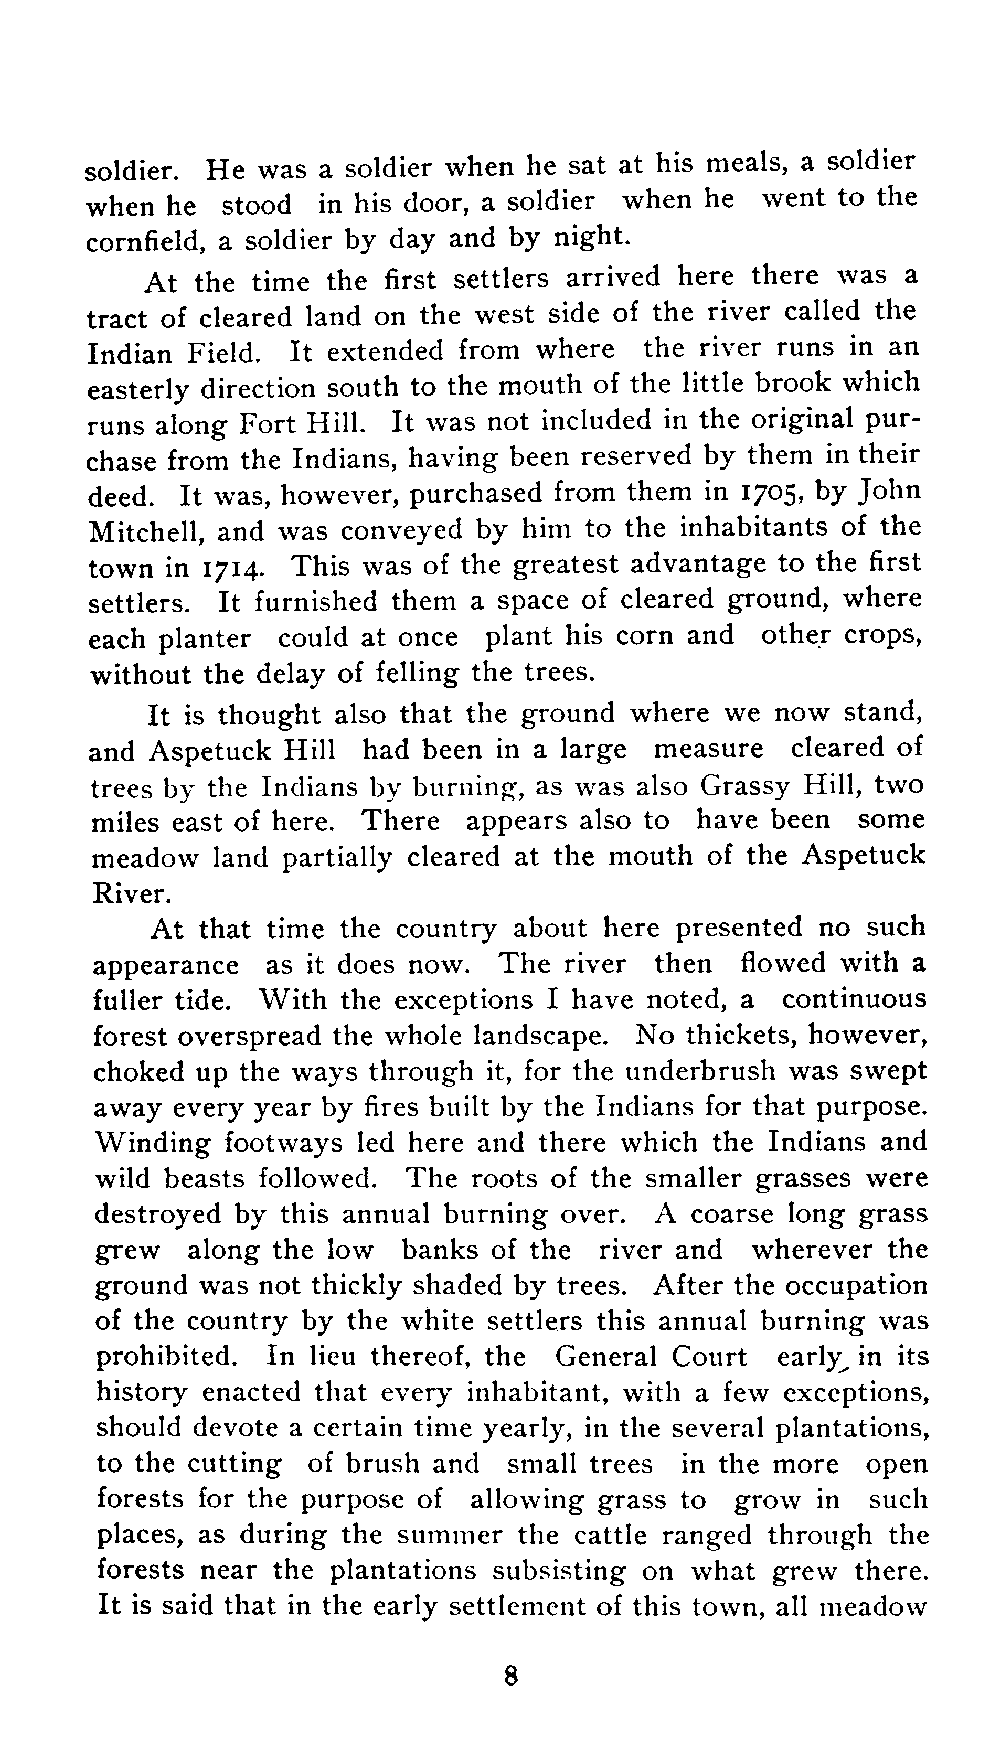 soldier. He was a soldier when he sat at his meals, a soldier
when he stood in his door, a soldier when he went to the
cornfield, a soldier by day and by night.
At the time the first settlers arrived here there was a
tract of cleared land on the west side of the river called the
Indian Field. It extended from where the river runs in an
easterly direction south to the mouth of the little brook which
runs along Fort Hill. It was not included in the original pur-
chase from the Indians, having been reserved by them in their
deed. It was, however, purchased from them in 1705, by John
Mitchell, and was conveyed by him to the inhabitants of the
town in 1714. This was of the greatest advantage to the first
settlers. It furnished them a space of cleared ground, where
each planter could at once plant his corn and other crops,
without the delay of felling the trees.
It is thought also that the ground where we now stand,
and Aspetuck Hill had been in a large measure cleared of
trees by the Indians by burning, as was also Grassy Hill, two
miles east of here. There appears also to have been some
meadow land partially cleared at the mouth of the Aspetuck
River.
At that time the country about here presented no such
appearance as it does now. The river then flowed with a
fuller tide. With the exceptions I have noted, a continuous
forest overspread the whole landscape. No thickets, however,
choked up the ways through it, for the underbrush was swept
away every year by fires built by the Indians for that purpose.
Winding footways led here and there which the Indians and
wild beasts followed. The roots of the smaller grasses were
destroyed by this annual burning over. A coarse long grass
grew along the low banks of the river and wherever the
ground was not thickly shaded by trees. After the occupation
of the country by the white settlers this annual burning was
prohibited. In lieu thereof, the General Court early in its
history enacted that every inhabitant, with a few exceptions,
should devote a certain time yearly, in the several plantations,
to the cutting of brush and small trees in the more open
forests for the purpose of allowing grass to grow in such
places, as during the summer the cattle ranged through the
forests near the plantations subsisting on what grew there.
It is said that in the early settlement of this town, all meadow
8